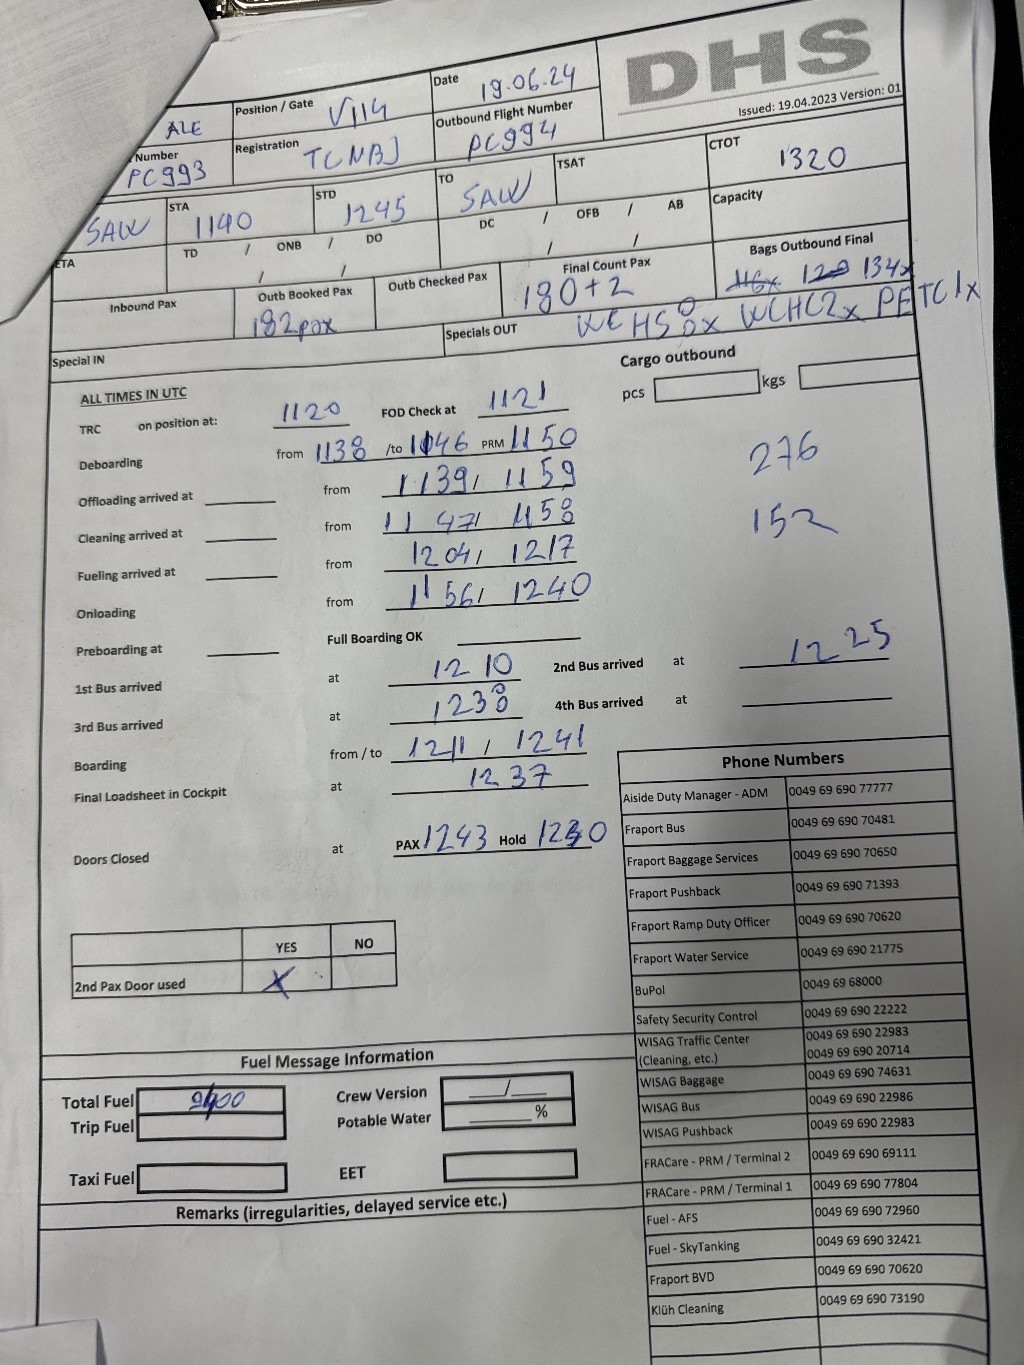 DHS
Issued: 19.04.2023 Version: 01
ALE Position / Gate V114 Date 19.06.24
Number PC993 Registration TCNBJ Outbound Flight Number PC994
SAW STA 1140 STD 1245 TO SAW TSAT CTOT 1320
ETA TD / ONB / DO DC / OFB / AB Capacity
/ / / /
Inbound Pax Outb Booked Pax 182pax Outb Checked Pax Final Count Pax 180+2 Bags Outbound Final 134x
Special IN Specials OUT WCHS 8x WCHC2x PETC1x
ALL TIMES IN UTC Cargo outbound
pcs kgs
TRC on position at: 1120 FOD Check at 1121
Deboarding from 1138 /to 1146 PRM 1150
276
Offloading arrived at from 1139/ 1159
152
Cleaning arrived at from 1147/ 1158
Fueling arrived at from 1204/ 1217
Onloading from 1156/ 1240
Preboarding at Full Boarding OK
1st Bus arrived at 1210 2nd Bus arrived at 1225
3rd Bus arrived at 1238 4th Bus arrived at
Boarding from / to 1211 / 1241
Final Loadsheet in Cockpit at 1237
Doors Closed at PAX 1243 Hold
YES NO
2nd Pax Door used X
Phone Numbers
Aiside Duty Manager - ADM 0049 69 690 77777
Fraport Bus 0049 69 690 70481
Fraport Baggage Services 0049 69 690 70650
Fraport Pushback 0049 69 690 71393
Fraport Ramp Duty Officer 0049 69 690 70620
Fraport Water Service 0049 69 690 21775
BuPol 0049 69 68000
Safety Security Control 0049 69 690 22222
WISAG Traffic Center 0049 69 690 22983
(Cleaning, etc.) 0049 69 690 20714
WISAG Baggage 0049 69 690 74631
WISAG Bus 0049 69 690 22986
WISAG Pushback 0049 69 690 22983
FRACare - PRM / Terminal 2 0049 69 690 69111
FRACare - PRM / Terminal 1 0049 69 690 77804
Fuel - AFS 0049 69 690 72960
Fuel - SkyTanking 0049 69 690 32421
Fraport BVD 0049 69 690 70620
Klüh Cleaning 0049 69 690 73190
Fuel Message Information
Total Fuel Crew Version /
Trip Fuel Potable Water %
Taxi Fuel EET
Remarks (irregularities, delayed service etc.)